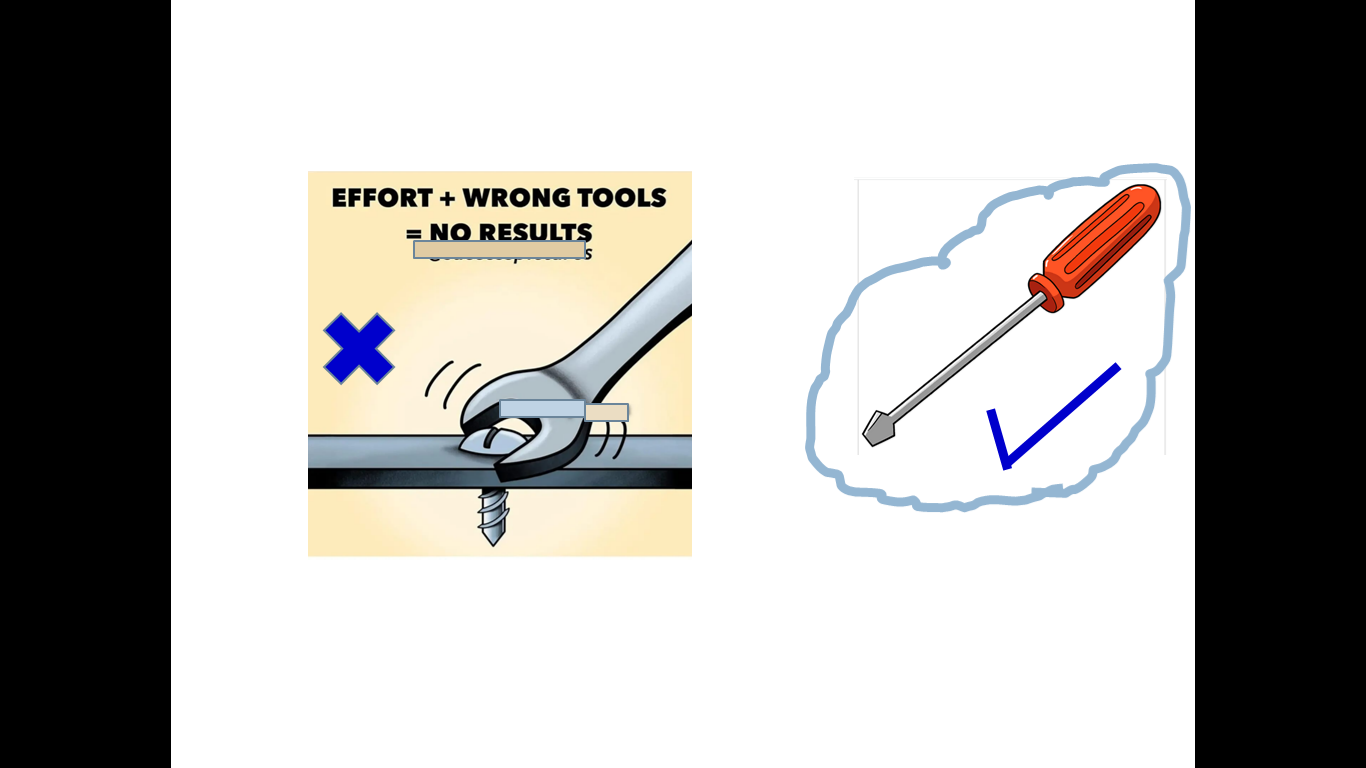 EFFORT + WRONG TOOLS
= NO RESULTS